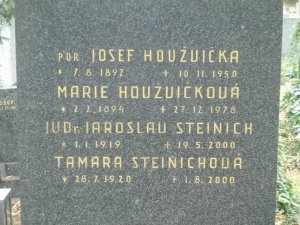 POR. JOSEF HOUŽVIČKA
* 7.8.1892 ✝ 10.11.1950
MARIE HOUŽVIČKOVÁ
* 2.2.1894 ✝ 27.12.1976
JUDr. JAROSLAV STEINICH
* 1.1.1919 ✝ 19.5.2000
TAMARA STEINICHOVÁ
* 28.7.1920 ✝ 1.8.2000